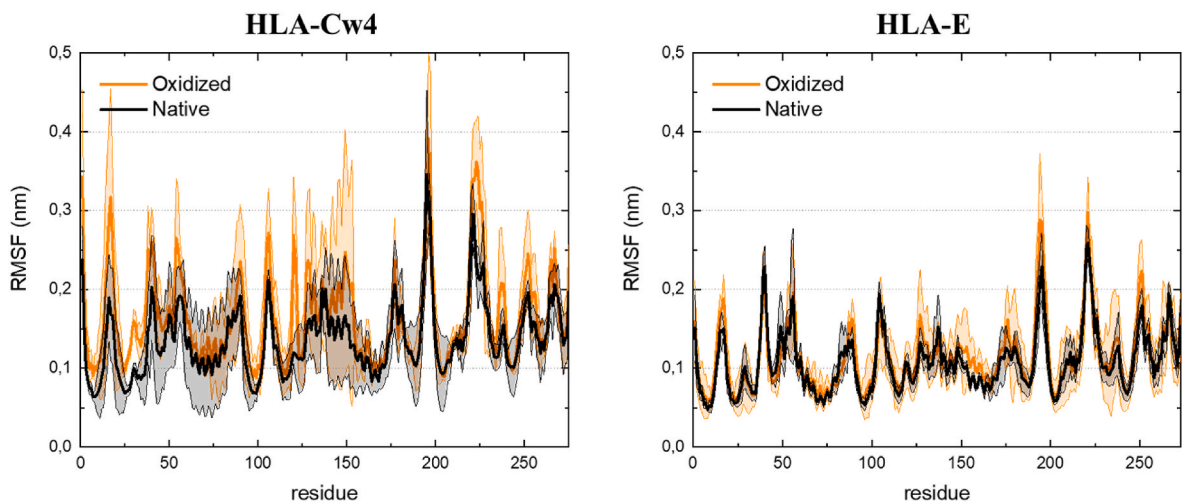 HLA-Cw4
0,5
0,4
0,3
0,2
0,1
0,0
RMSF (nm)
Oxidized
Native
0 50 100 150 200 250
residue
HLA-E
0,5
0,4
0,3
0,2
0,1
0,0
RMSF (nm)
Oxidized
Native
0 50 100 150 200 250
residue